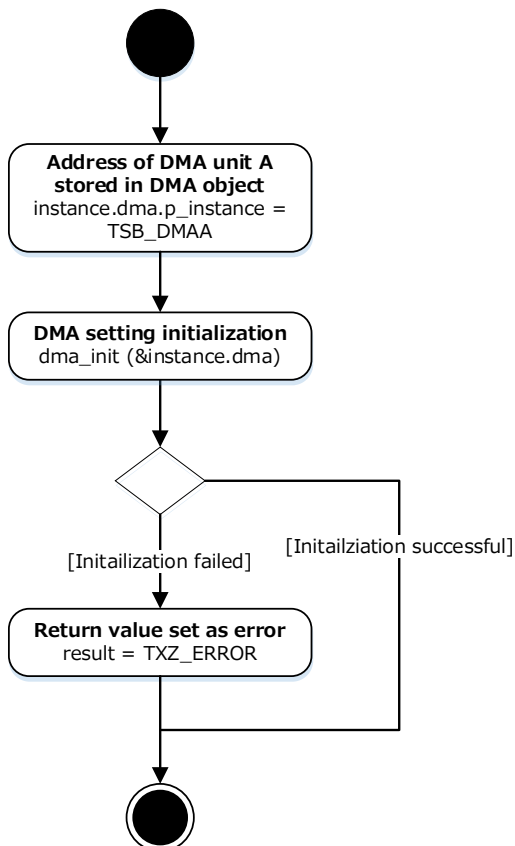 Address of DMA unit A
stored in DMA object
instance.dma.p_instance =
TSB_DMAA
DMA setting initialization
dma_init (&instance.dma)
[Initailziation successful]
[Initailization failed]
Return value set as error
result = TXZ_ERROR